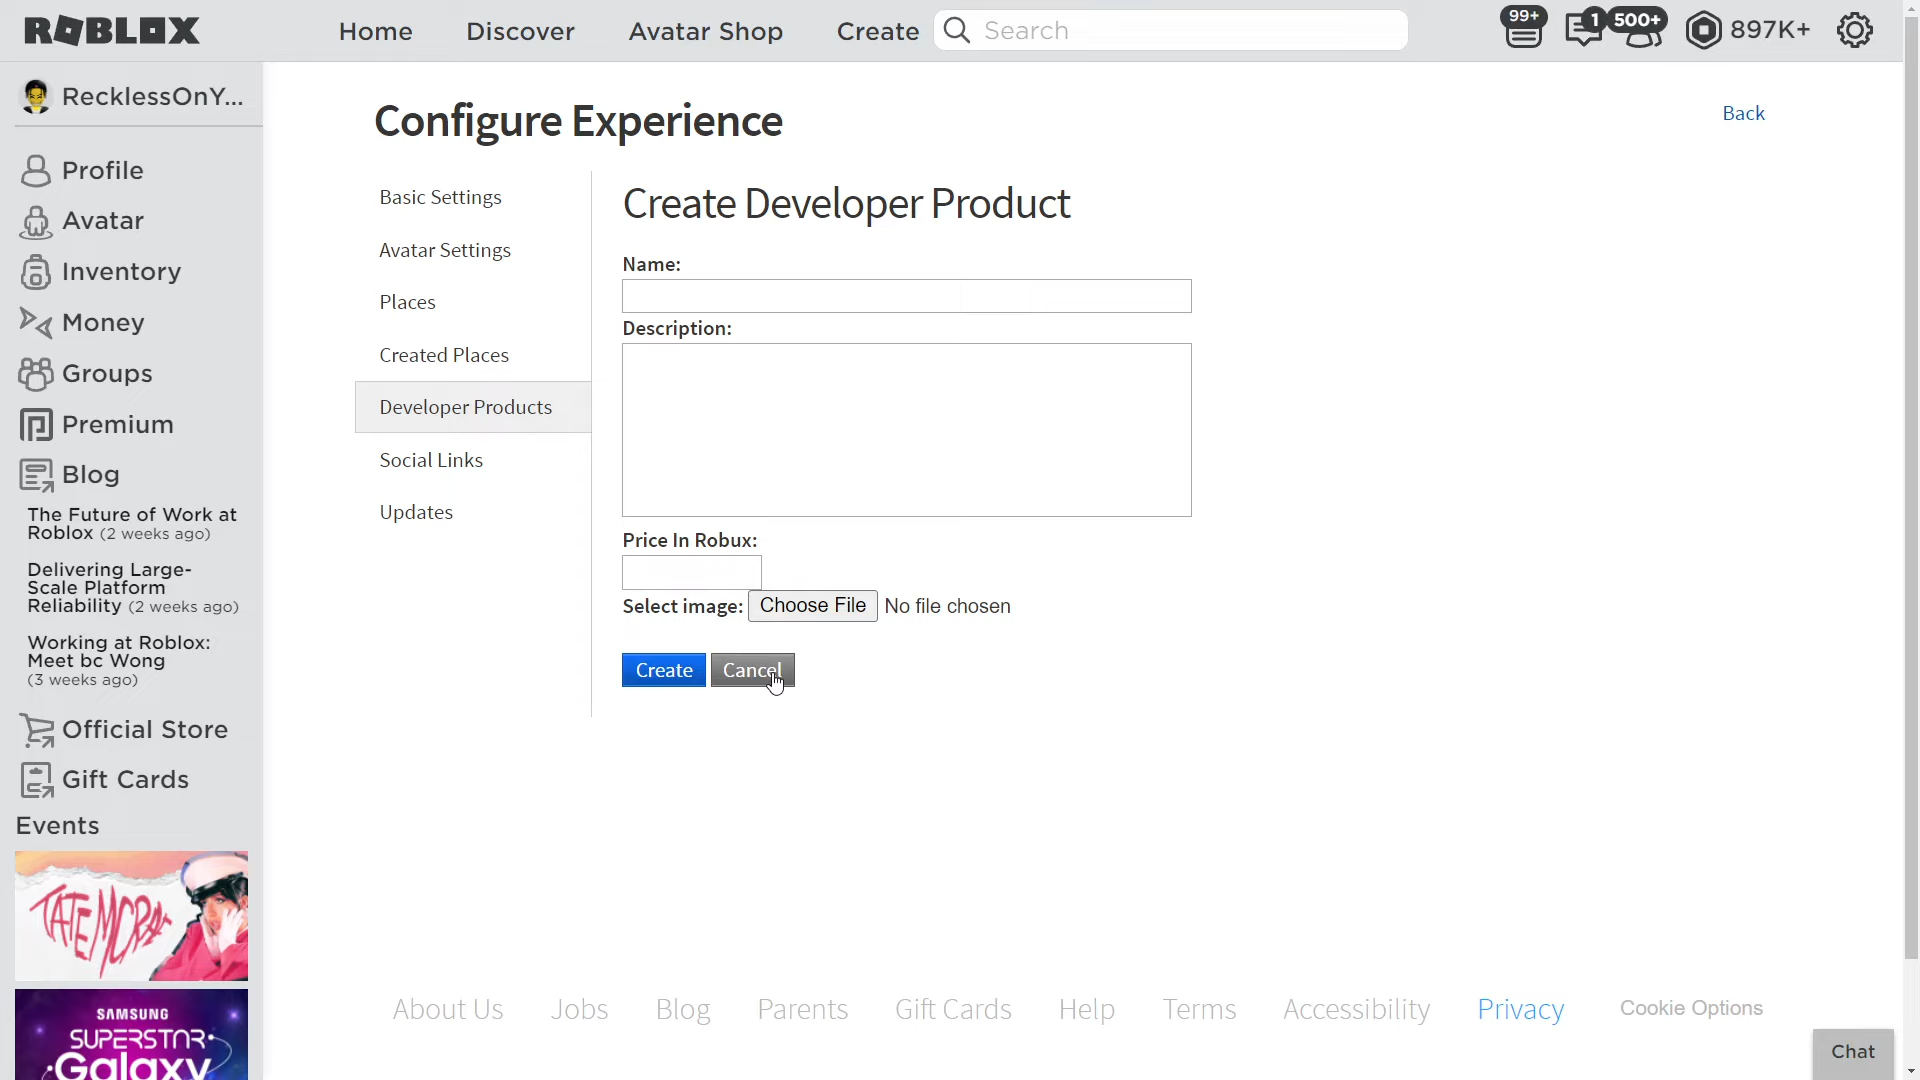 ROBLOX
Home
Discover
Avatar Shop
Create
Search
99+
1
500+
897K+
RecklessOnY...
Profile
Avatar
Inventory
Money
Groups
Premium
Blog
The Future of Work at
Roblox (2 weeks ago)
Delivering Large-
Scale Platform
Reliability (2 weeks ago)
Working at Roblox:
Meet bc Wong
(3 weeks ago)
Official Store
Gift Cards
Events
TATE MCRAE
SAMSUNG
SUPERSTAR
Galaxy
Configure Experience
Back
Basic Settings
Avatar Settings
Places
Created Places
Developer Products
Social Links
Updates
Create Developer Product
Name:
Description:
Price In Robux:
Select image: Choose File No file chosen
Create
Cancel
About Us
Jobs
Blog
Parents
Gift Cards
Help
Terms
Accessibility
Privacy
Cookie Options
Chat